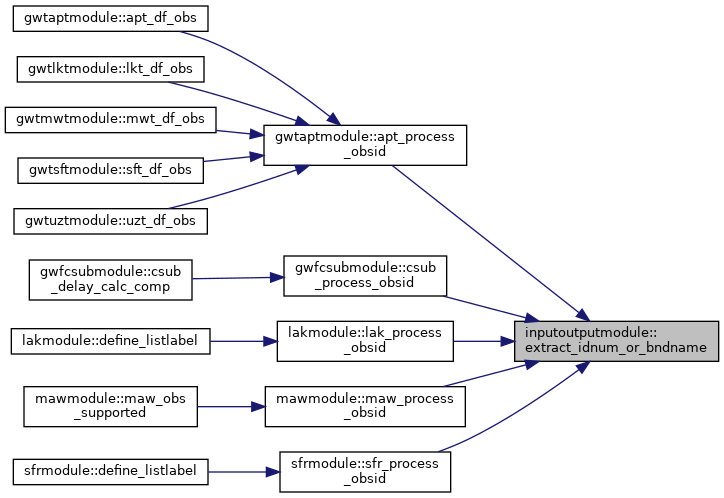 gwtaptmodule::apt_df_obs
gwtlktmodule::lkt_df_obs
gwtmwtmodule::mwt_df_obs
gwtsftmodule::sft_df_obs
gwtuztmodule::uzt_df_obs
gwtaptmodule::apt_process
_obsid
gwfcsubmodule::csub
_delay_calc_comp
gwfcsubmodule::csub
_process_obsid
lakmodule::define_listlabel
lakmodule::lak_process
_obsid
mawmodule::maw_obs
_supported
mawmodule::maw_process
_obsid
sfrmodule::define_listlabel
sfrmodule::sfr_process
_obsid
inputoutputmodule::
extract_idnum_or_bndname